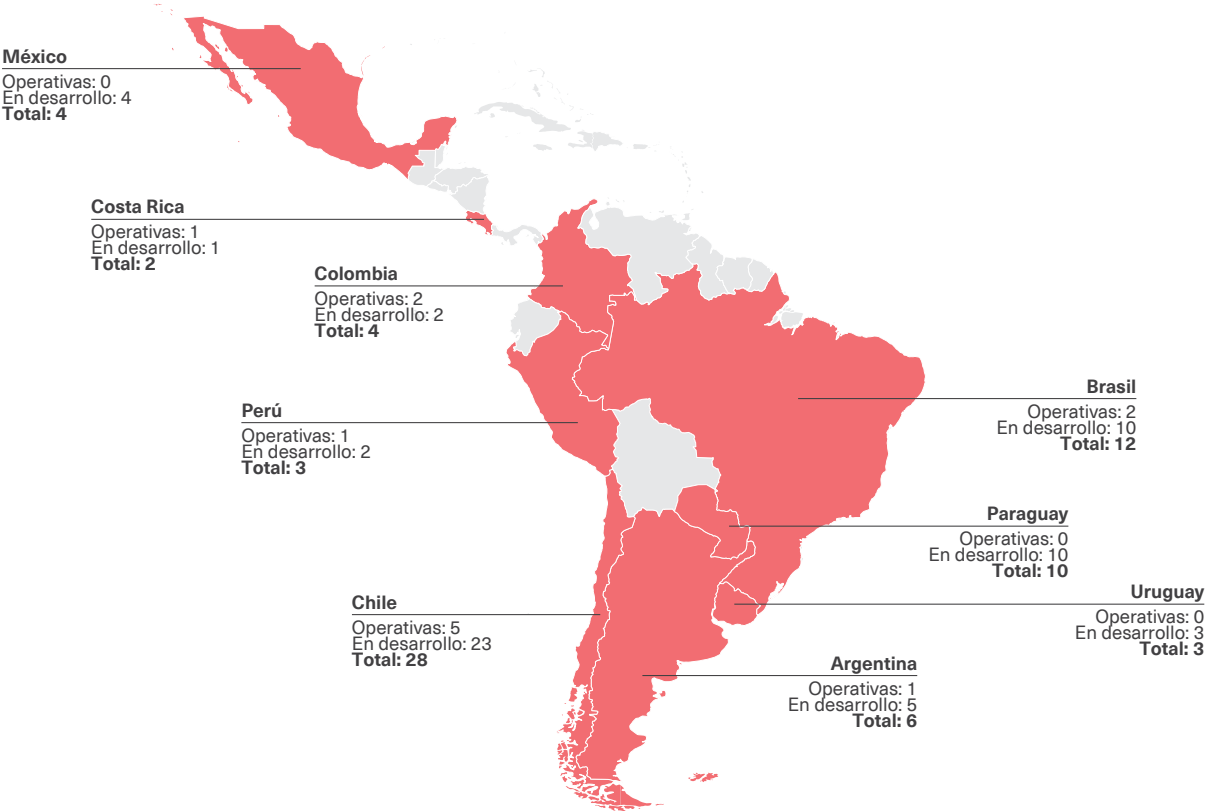 México
Operativas: 0
En desarrollo: 4
Total: 4
Costa Rica
Operativas: 1
En desarrollo: 1
Total: 2
Colombia
Operativas: 2
En desarrollo: 2
Total: 4
Brasil
Operativas: 2
En desarrollo: 10
Total: 12
Perú
Operativas: 1
En desarrollo: 2
Total: 3
Paraguay
Operativas: 0
En desarrollo: 10
Total: 10
Uruguay
Operativas: 0
En desarrollo: 3
Total: 3
Chile
Operativas: 5
En desarrollo: 23
Total: 28
Argentina
Operativas: 1
En desarrollo: 5
Total: 6